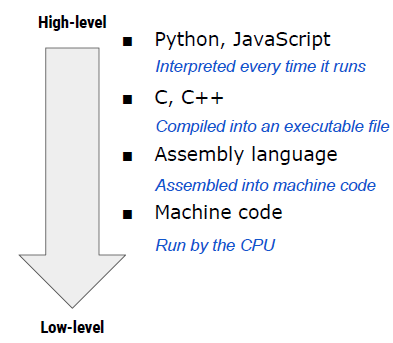 High-level
■ Python, JavaScript
Interpreted every time it runs
■ C, C++
Compiled into an executable file
■ Assembly language
Assembled into machine code
■ Machine code
Run by the CPU
Low-level